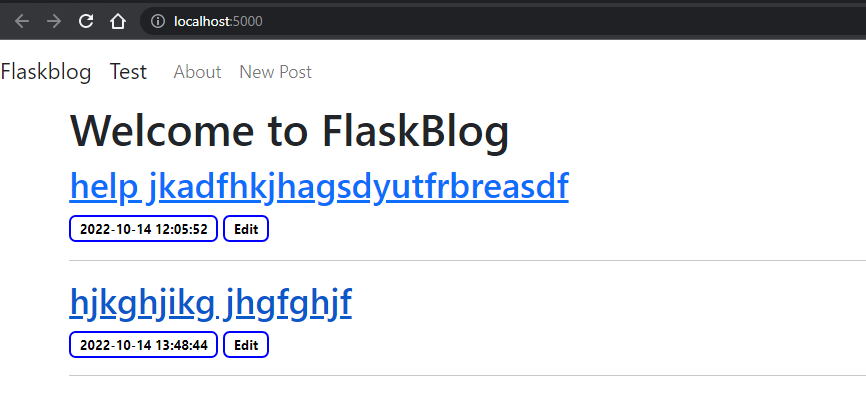 localhost:5000
Flaskblog Test About New Post
Welcome to FlaskBlog
help jkadfhkjhagsdyutfrbreasdf
2022-10-14 12:05:52 Edit
hjkghjikg jhgfghjf
2022-10-14 13:48:44 Edit